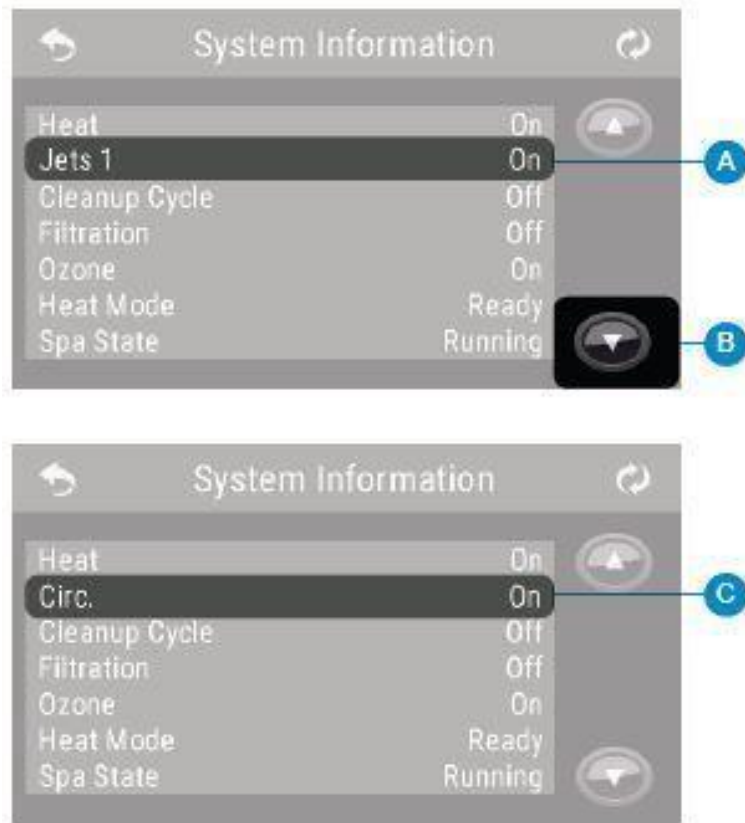 System Information
Heat On
Jets 1 On
A
Cleanup Cycle Off
Filtration Off
Ozone On
Heat Mode Ready
Spa State Running
B
System Information
Heat On
Circ. On
C
Cleanup Cycle Off
Filtration Off
Ozone On
Heat Mode Ready
Spa State Running